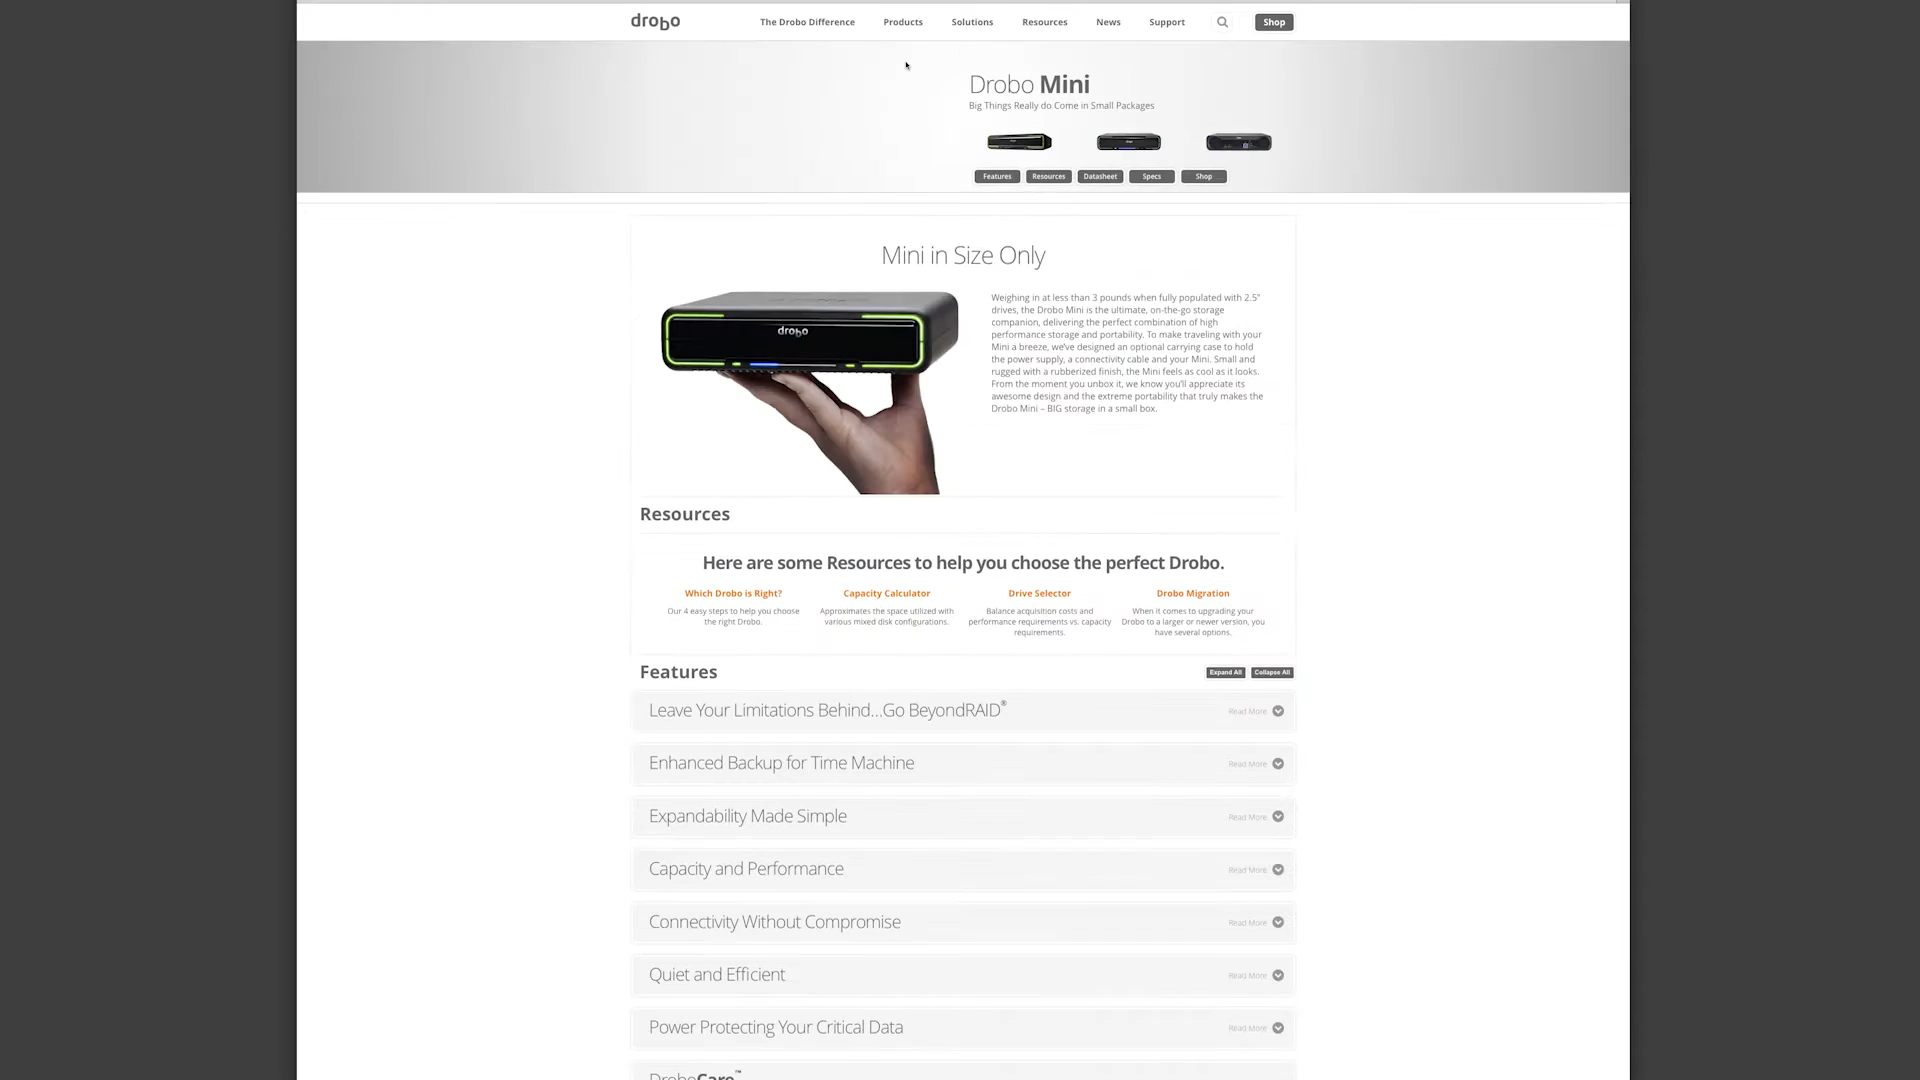 drobo The Drobo Difference Products Solutions Resources News Support Shop
Drobo Mini
Big Things Really do Come in Small Packages
Features Resources Datasheet Specs Shop
Mini in Size Only
drobo
Weighing in at less than 3 pounds when fully populated with 2.5"
drives, the Drobo Mini is the ultimate, on-the-go storage
companion, delivering the perfect combination of high
performance storage and portability. To make traveling with your
Mini a breeze, we've designed an optional carrying case to hold
the power supply, a connectivity cable and your Mini. Small and
rugged with a rubberized finish, the Mini feels as cool as it looks.
From the moment you unbox it, we know you'll appreciate its
awesome design and the extreme portability that truly makes the
Drobo Mini – BIG storage in a small box.
Resources
Here are some Resources to help you choose the perfect Drobo.
Which Drobo is Right?
Our 4 easy steps to help you choose
the right Drobo.
Capacity Calculator
Approximates the space utilized with
various mixed disk configurations.
Drive Selector
Balance acquisition costs and
performance requirements vs. capacity
requirements.
Drobo Migration
When it comes to upgrading your
Drobo to a larger or newer version, you
have several options.
Features Expand All Collapse All
Leave Your Limitations Behind...Go BeyondRAID® Read More
Enhanced Backup for Time Machine Read More
Expandability Made Simple Read More
Capacity and Performance Read More
Connectivity Without Compromise Read More
Quiet and Efficient Read More
Power Protecting Your Critical Data Read More
DroboCare™